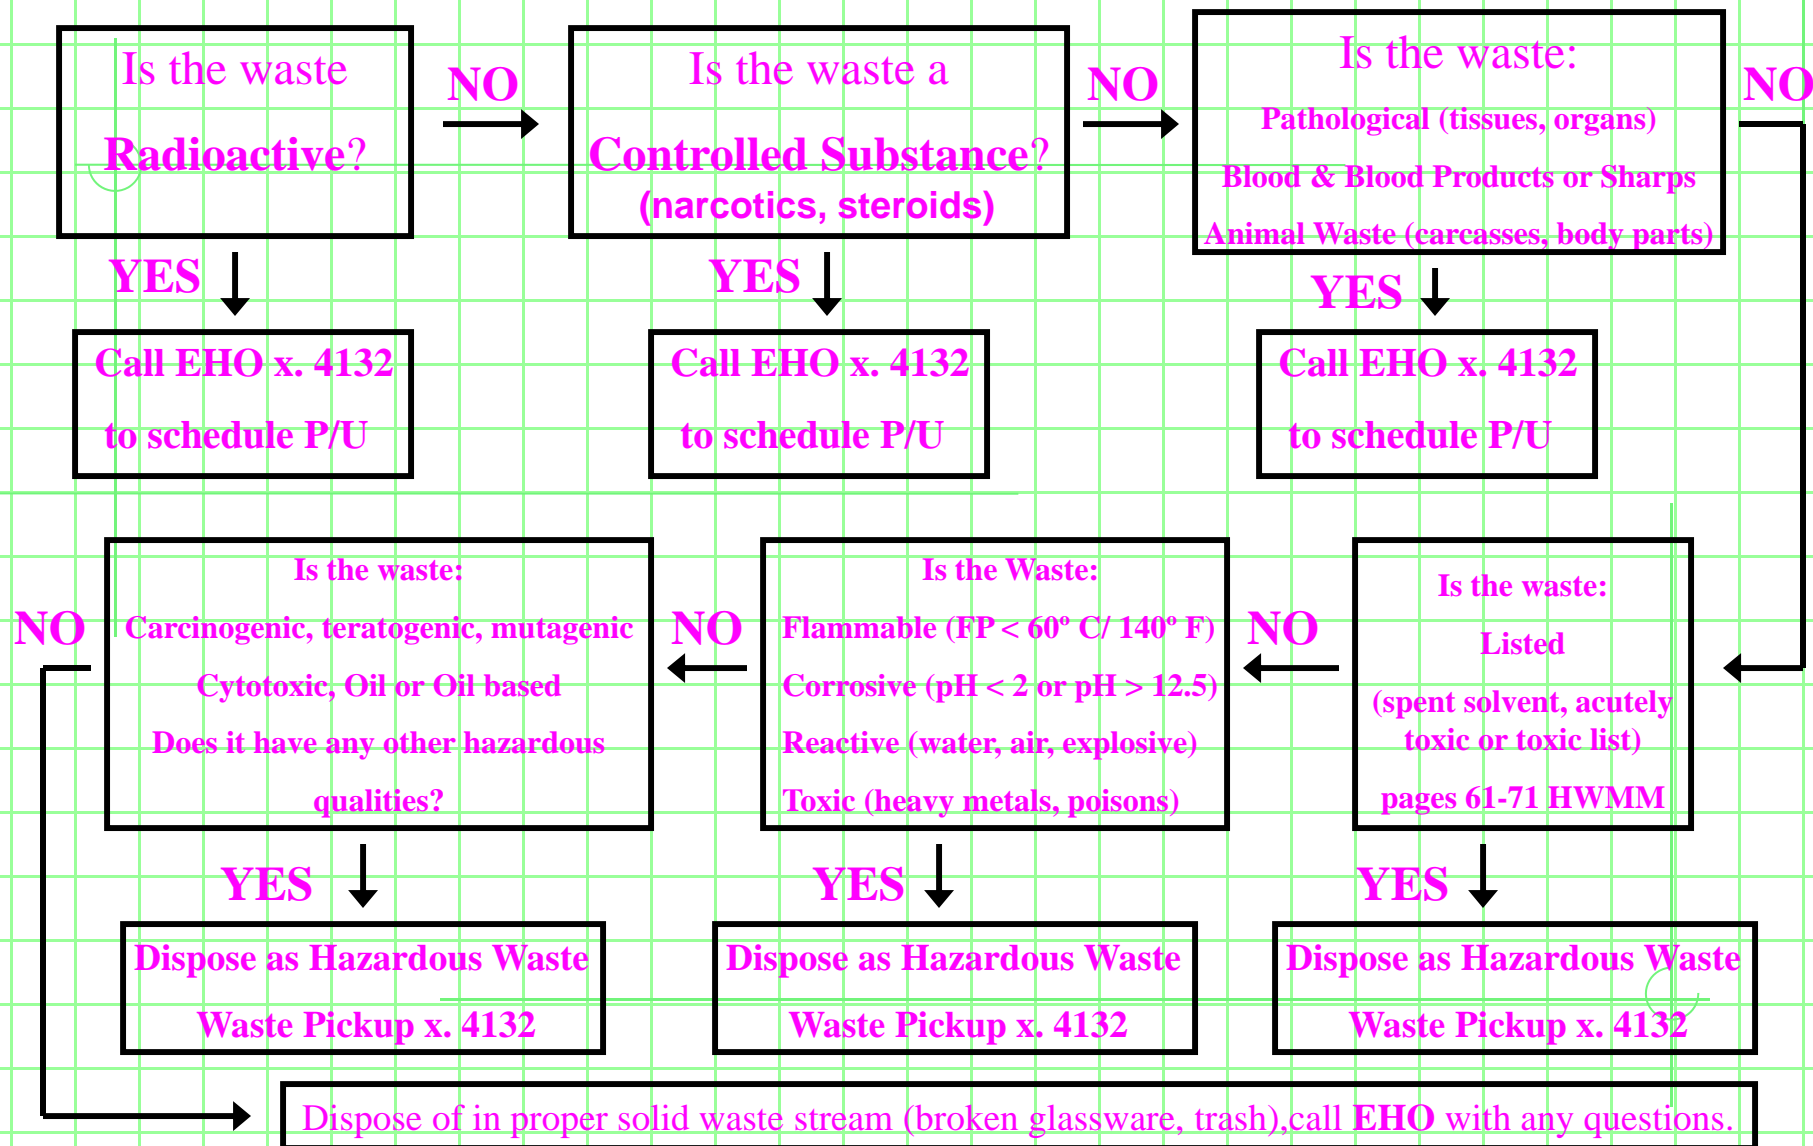 Is the waste
Radioactive?
NO
Is the waste a
Controlled Substance?
(narcotics, steroids)
NO
Is the waste:
Pathological (tissues, organs)
Blood & Blood Products or Sharps
Animal Waste (carcasses, body parts)
NO
YES
Call EHO x. 4132
to schedule P/U
YES
Call EHO x. 4132
to schedule P/U
YES
Call EHO x. 4132
to schedule P/U
Is the waste:
Listed
(spent solvent, acutely
toxic or toxic list)
pages 61-71 HWMM
NO
Is the Waste:
Flammable (FP < 60º C/ 140º F)
Corrosive (pH < 2 or pH > 12.5)
Reactive (water, air, explosive)
Toxic (heavy metals, poisons)
NO
Is the waste:
Carcinogenic, teratogenic, mutagenic
Cytotoxic, Oil or Oil based
Does it have any other hazardous
qualities?
NO
YES
Dispose as Hazardous Waste
Waste Pickup x. 4132
YES
Dispose as Hazardous Waste
Waste Pickup x. 4132
YES
Dispose as Hazardous Waste
Waste Pickup x. 4132
Dispose of in proper solid waste stream (broken glassware, trash),call EHO with any questions.